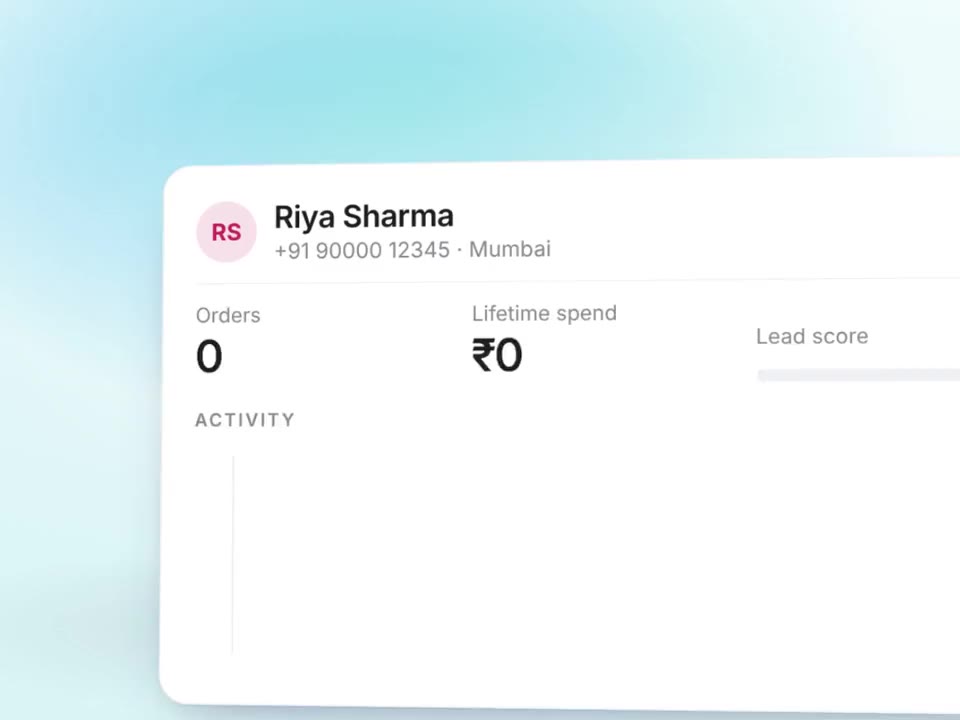 RS
Riya Sharma
+91 90000 12345 · Mumbai
Orders
0
Lifetime spend
₹0
Lead score
ACTIVITY